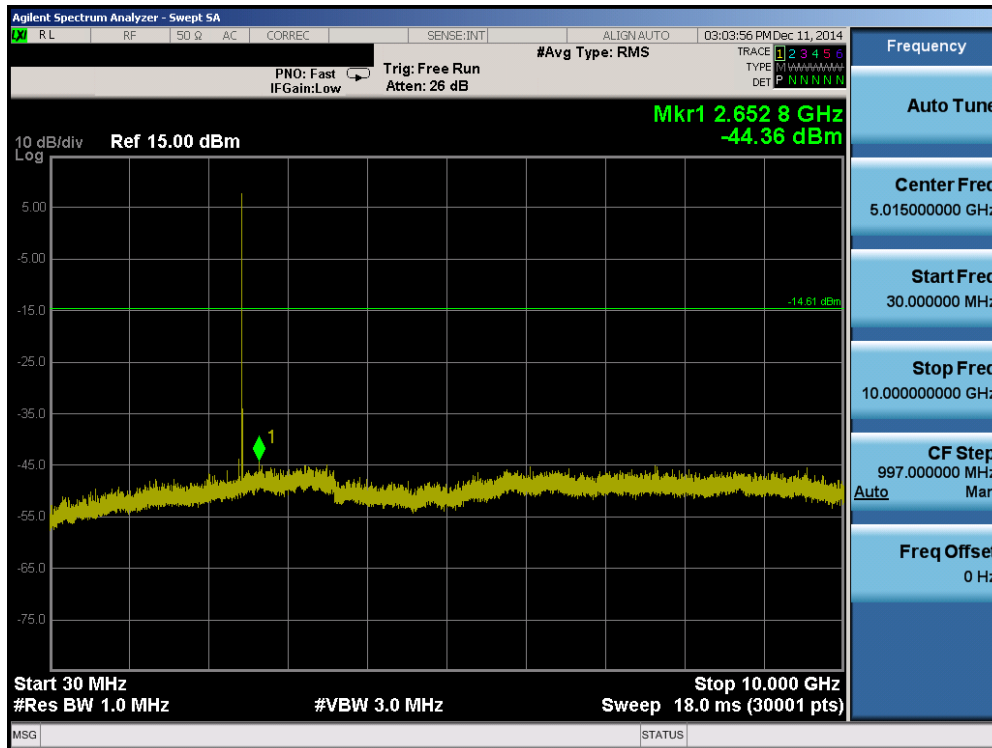 Agilent Spectrum Analyzer - Swept SA
LXI RL RF 50 Ω AC CORREC SENSE:INT ALIGNAUTO 03:03:56 PM Dec 11, 2014
#Avg Type: RMS TRACE 1 2 3 4 5 6
PNO: Fast Trig: Free Run TYPE M W W W W W
IFGain:Low Atten: 26 dB DET P N N N N N
Mkr1 2.652 8 GHz
-44.36 dBm
10 dB/div Ref 15.00 dBm
Log
5.00
-5.00
-14.61 dBm
-15.0
-25.0
-35.0
1
-45.0
-55.0
-65.0
-75.0
Start 30 MHz Stop 10.000 GHz
#Res BW 1.0 MHz #VBW 3.0 MHz Sweep 18.0 ms (30001 pts)
MSG STATUS
Frequency
Auto Tune
Center Freq
5.015000000 GHz
Start Freq
30.000000 MHz
Stop Freq
10.000000000 GHz
CF Step
997.000000 MHz
Auto Man
Freq Offset
0 Hz